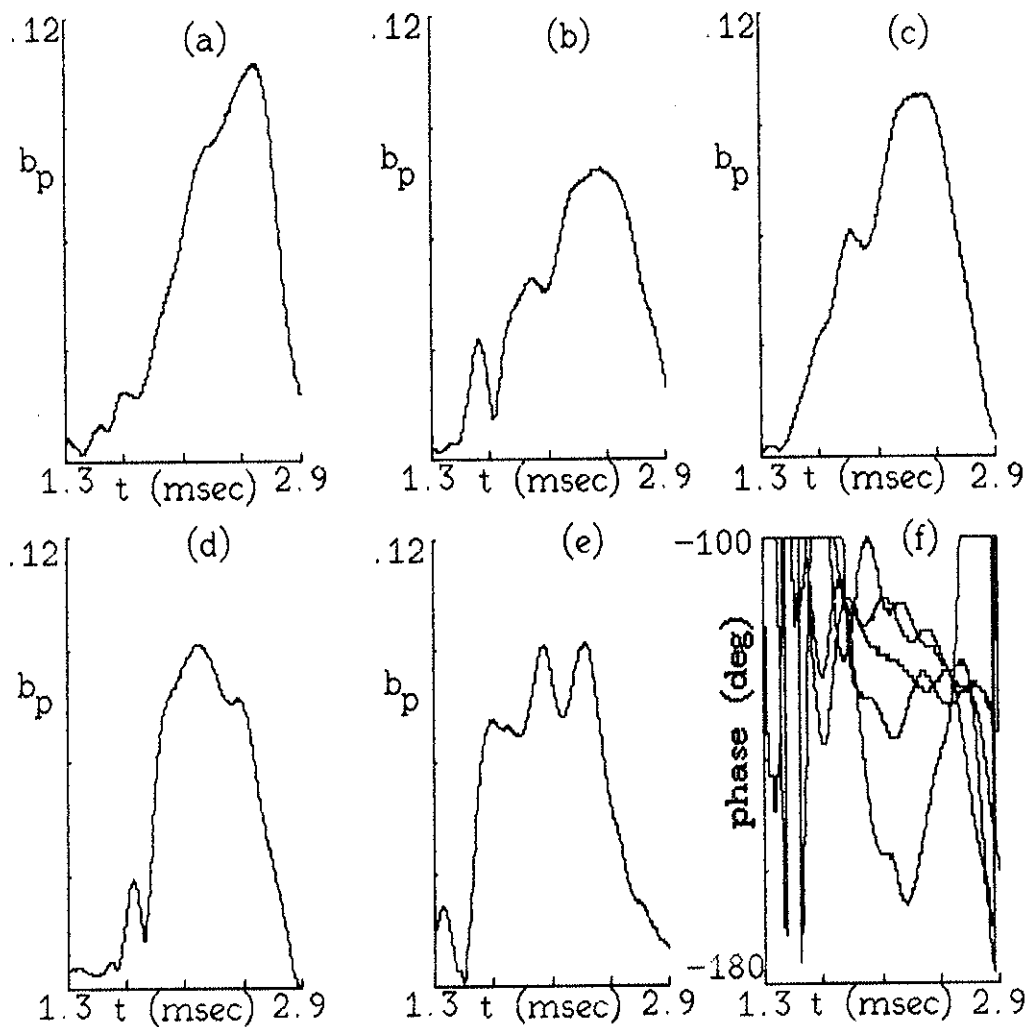 .12 (a) .12 (b) .12 (c)
b_p b_p b_p
1.3 t (msec) 2.9 1.3 t (msec) 2.9 1.3 t (msec) 2.9
.12 (d) .12 (e) -100 (f)
b_p b_p phase (deg)
-180
1.3 t (msec) 2.9 1.3 t (msec) 2.9 1.3 t (msec) 2.9